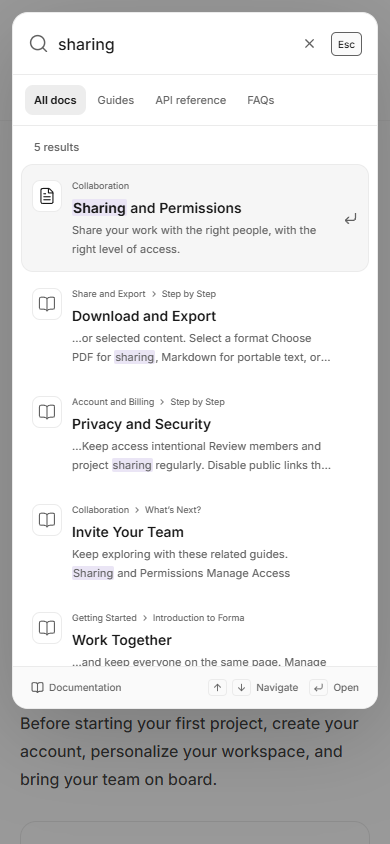 sharing
Esc
All docs Guides API reference FAQs
5 results
Collaboration
Sharing and Permissions
Share your work with the right people, with the
right level of access.
Share and Export > Step by Step
Download and Export
...or selected content. Select a format Choose
PDF for sharing, Markdown for portable text, or...
Account and Billing > Step by Step
Privacy and Security
...Keep access intentional Review members and
project sharing regularly. Disable public links th...
Collaboration > What's Next?
Invite Your Team
Keep exploring with these related guides.
Sharing and Permissions Manage Access
Getting Started > Introduction to Forma
Work Together
...and keep everyone on the same page. Manage
Documentation Navigate Open
Before starting your first project, create your
account, personalize your workspace, and
bring your team on board.